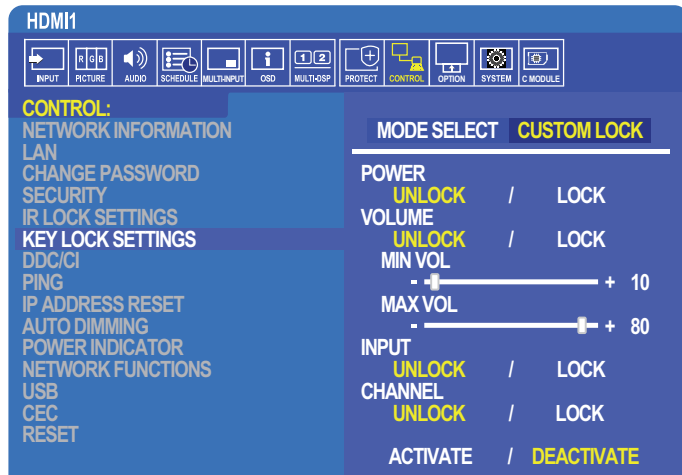 HDMI1
INPUT
R G B
PICTURE
AUDIO
SCHEDULE
MULTI-INPUT
OSD
1 2
MULTI-DSP
PROTECT
CONTROL
OPTION
SYSTEM
C MODULE
CONTROL:
NETWORK INFORMATION
LAN
CHANGE PASSWORD
SECURITY
IR LOCK SETTINGS
KEY LOCK SETTINGS
DDC/CI
PING
IP ADDRESS RESET
AUTO DIMMING
POWER INDICATOR
NETWORK FUNCTIONS
USB
CEC
RESET
MODE SELECT CUSTOM LOCK
POWER
UNLOCK / LOCK
VOLUME
UNLOCK / LOCK
MIN VOL
- + 10
MAX VOL
- + 80
INPUT
UNLOCK / LOCK
CHANNEL
UNLOCK / LOCK
ACTIVATE / DEACTIVATE